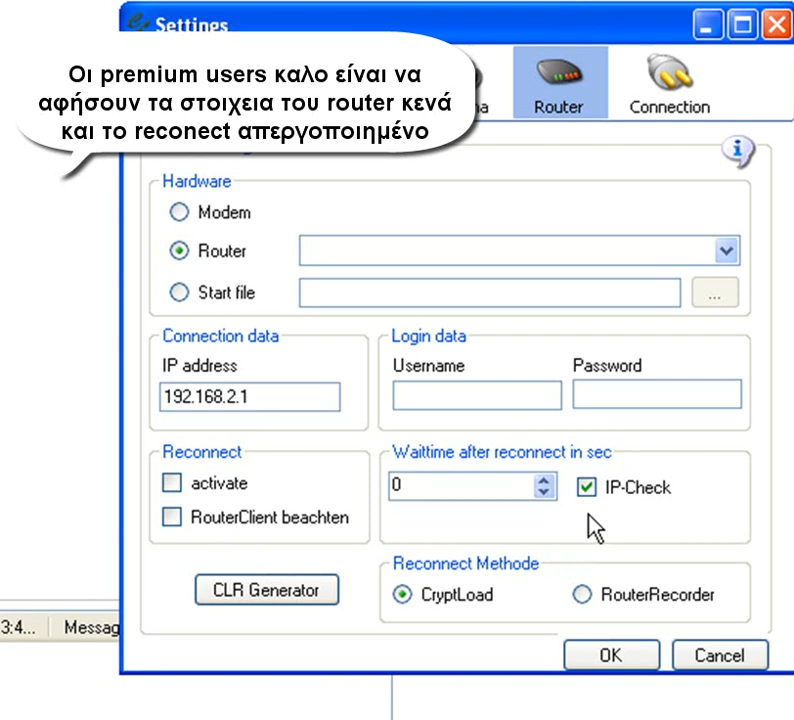 Settings
Οι premium users καλο είναι να
αφήσουν τα στοιχεια του router κενά
και το reconect απεργοποιημένο
Router
Connection
Hardware
Modem
Router
Start file
...
Connection data
Login data
IP address
Username
Password
192.168.2.1
Reconnect
Waittime after reconnect in sec
activate
0
IP-Check
RouterClient beachten
Reconnect Methode
CLR Generator
CryptLoad
RouterRecorder
3:4...
Messag
OK
Cancel